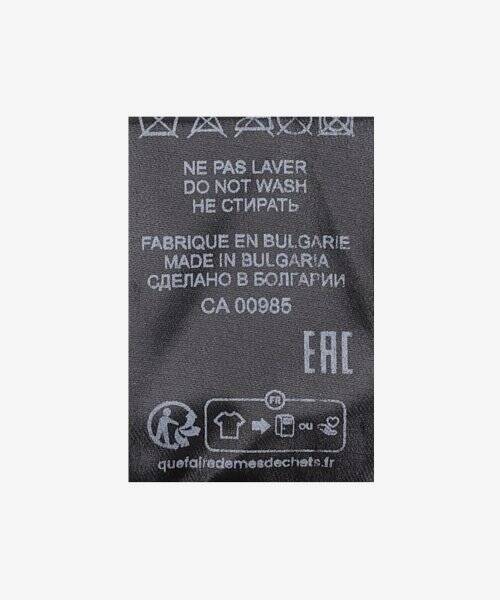 NE PAS LAVER
DO NOT WASH
НЕ СТИРАТЬ
FABRIQUE EN BULGARIE
MADE IN BULGARIA
СДЕЛАНО В БОЛГАРИИ
CA 00985
EAC
FR
OU
quefairedemesdechets.fr